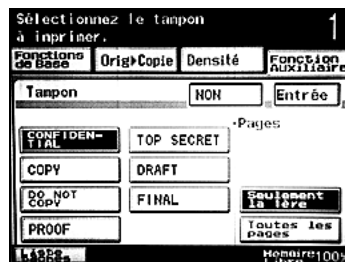 Sélectionnez le tampon 1
à imprimer.
Fonctions de Base Orig▸Copie Densité Fonction Auxiliaire
Tampon NON Entrée
Pages
CONFIDEN-
TIAL
TOP SECRET
COPY DRAFT
DO NOT
COPY
FINAL
Seulement
la 1ère
PROOF
Toutes les
pages
Mémoire 100%